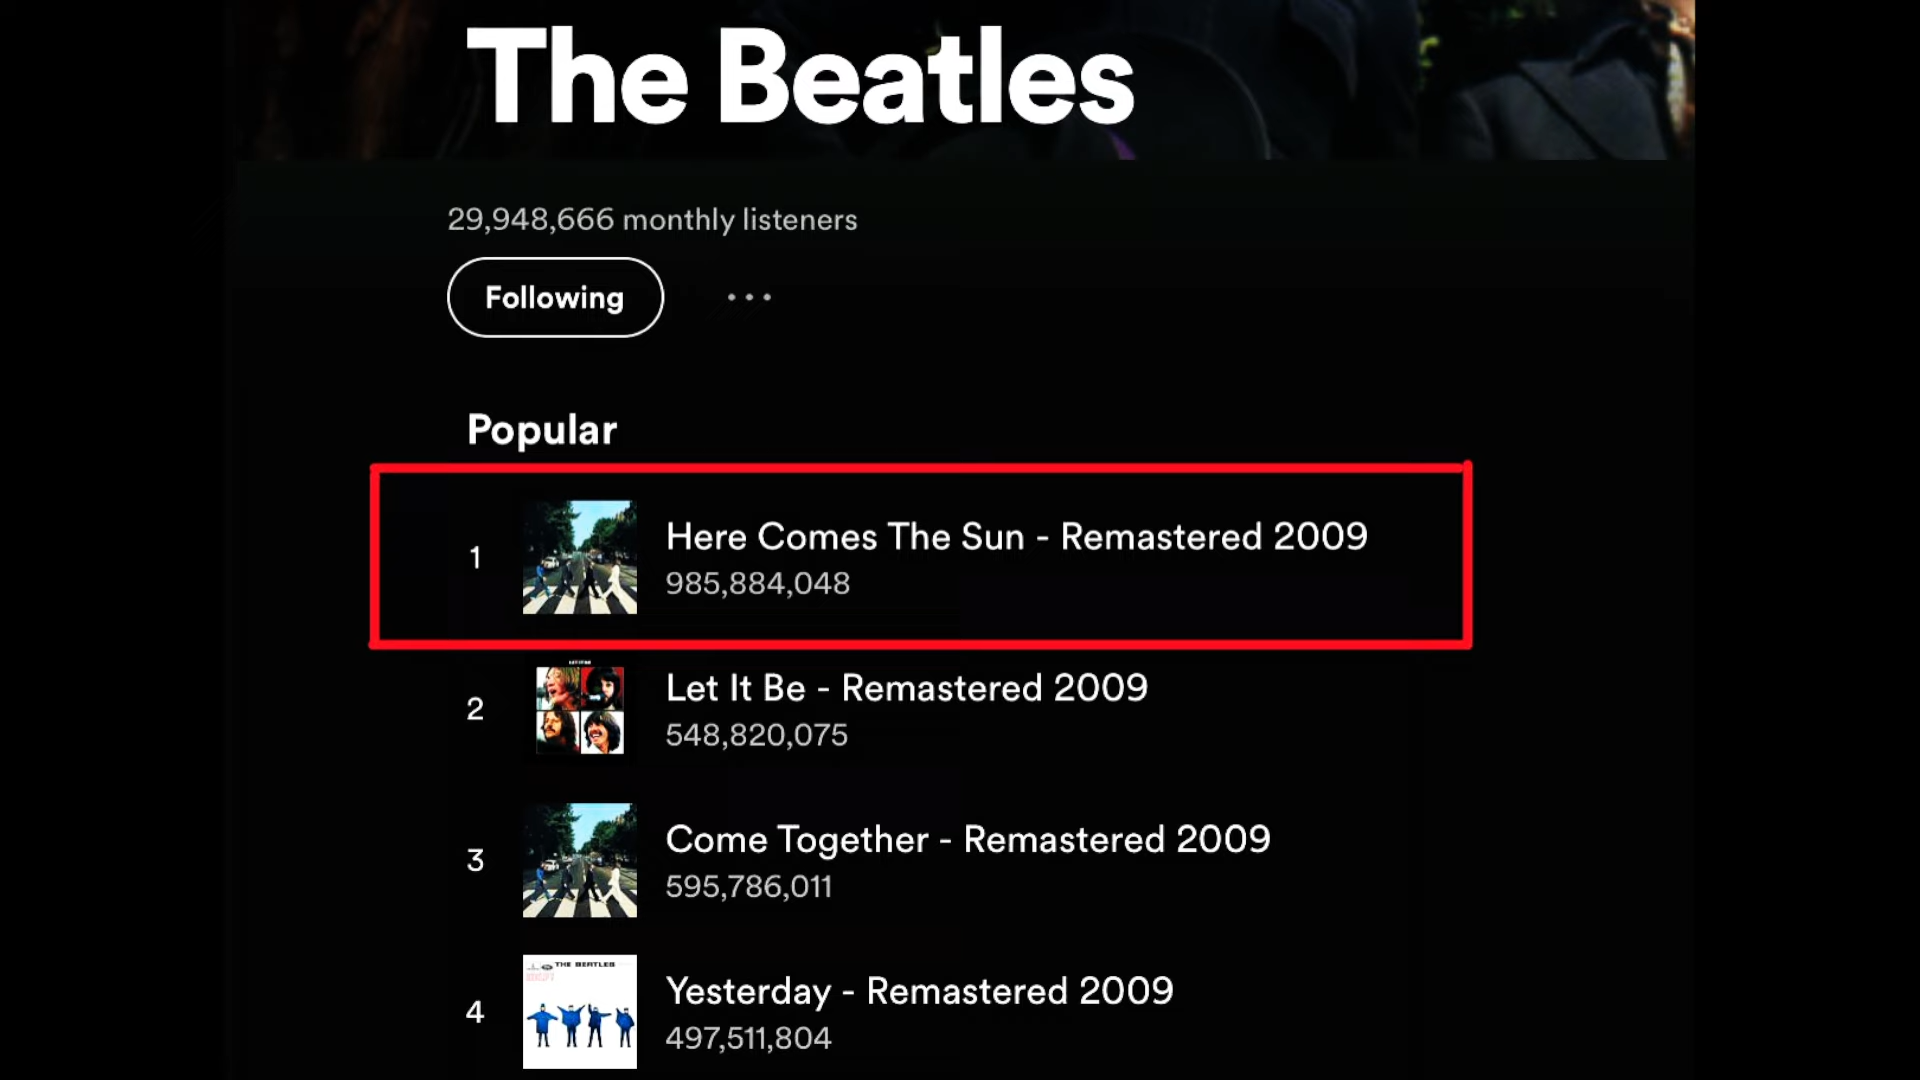 The Beatles
29,948,666 monthly listeners
Following
Popular
1
Here Comes The Sun - Remastered 2009
985,884,048
2
Let It Be - Remastered 2009
548,820,075
3
Come Together - Remastered 2009
595,786,011
4
THE BEATLES
Yesterday - Remastered 2009
497,511,804